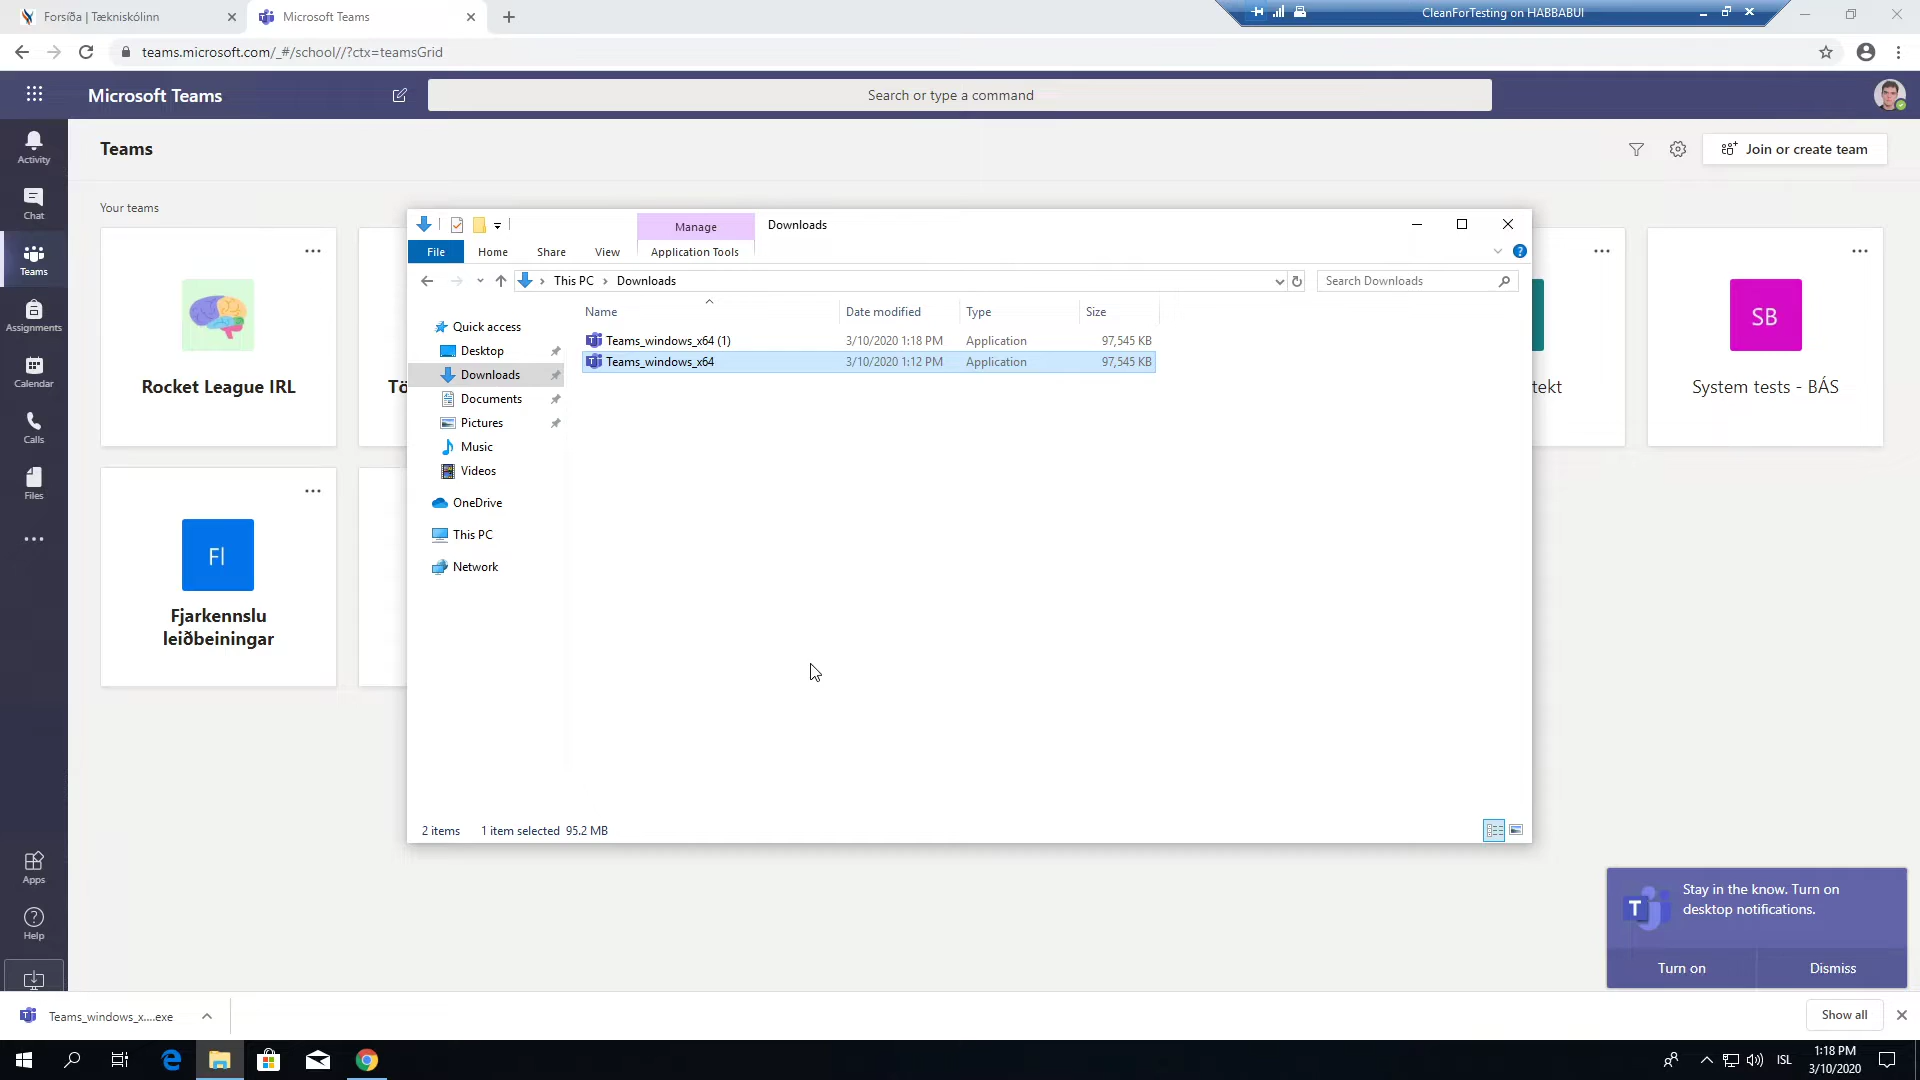 Forsíða | Tækniskólinn
Microsoft Teams
CleanForTesting on HABBABUI
teams.microsoft.com/_#/school//?ctx=teamsGrid
Microsoft Teams
Search or type a command
Activity
Chat
Teams
Assignments
Calendar
Calls
Files
Apps
Help
Teams
Join or create team
Your teams
Rocket League IRL
Tö
tekt
SB
System tests - BÁS
Fl
Fjarkennslu
leiðbeiningar
Manage
Downloads
File
Home
Share
View
Application Tools
This PC
Downloads
Search Downloads
Name
Date modified
Type
Size
Quick access
Desktop
Downloads
Documents
Pictures
Music
Videos
OneDrive
This PC
Network
Teams_windows_x64 (1)
3/10/2020 1:18 PM
Application
97,545 KB
Teams_windows_x64
3/10/2020 1:12 PM
Application
97,545 KB
2 items
1 item selected 95.2 MB
Stay in the know. Turn on
desktop notifications.
Turn on
Dismiss
Teams_windows_x....exe
Show all
ISL
1:18 PM
3/10/2020